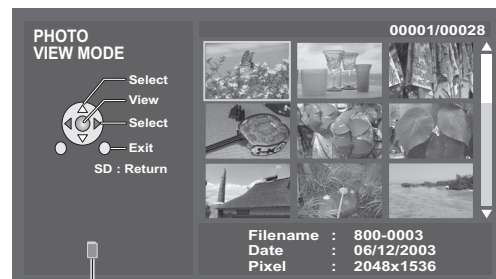 PHOTO
VIEW MODE
Select
View
Select
Exit
SD : Return
00001/00028
Filename : 800-0003
Date : 06/12/2003
Pixel : 2048x1536